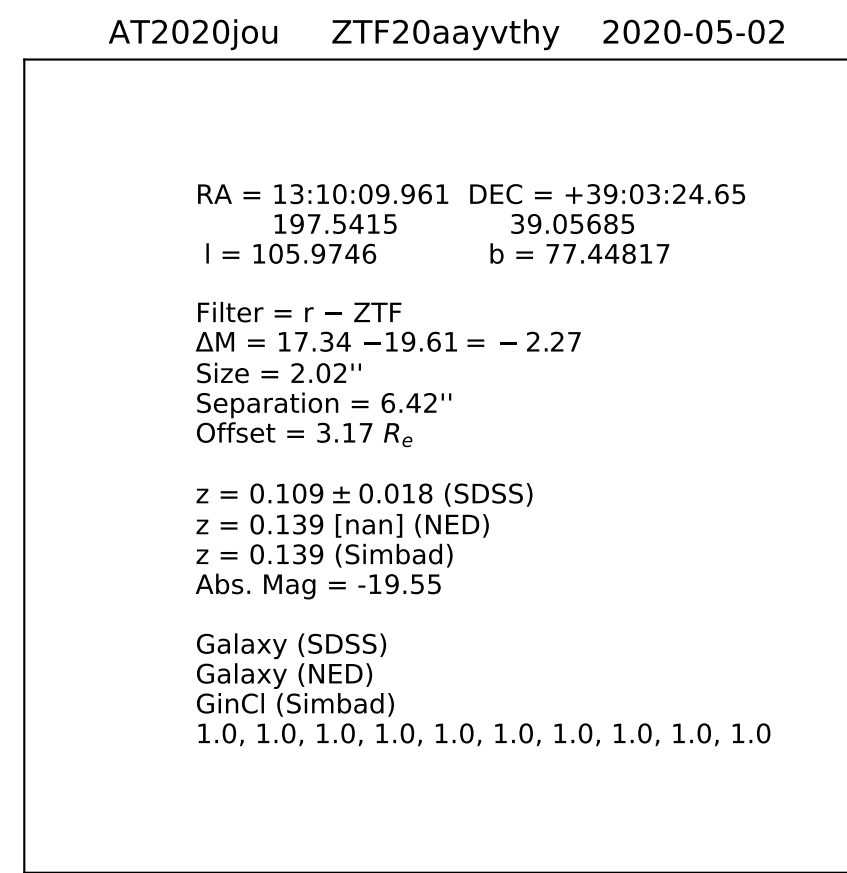 AT2020jou ZTF20aayvthy 2020-05-02
RA = 13:10:09.961 DEC = +39:03:24.65
197.5415 39.05685
l = 105.9746 b = 77.44817
Filter = r − ZTF
ΔM = 17.34 −19.61 = − 2.27
Size = 2.02''
Separation = 6.42''
Offset = 3.17 Rₑ
z = 0.109 ± 0.018 (SDSS)
z = 0.139 [nan] (NED)
z = 0.139 (Simbad)
Abs. Mag = -19.55
Galaxy (SDSS)
Galaxy (NED)
GinCl (Simbad)
1.0, 1.0, 1.0, 1.0, 1.0, 1.0, 1.0, 1.0, 1.0, 1.0